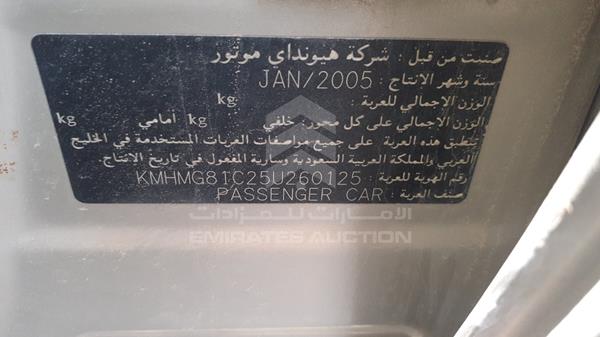 صنعت من قبل : شركة هيونداي موتور
سنة وشهر الانتاج : JAN/2005
الوزن الإجمالي للعربة : kg
الوزن الإجمالي على كل محور : خلفي kg أمامي kg
تنطبق هذه العربة على جميع مواصفات العربات المستخدمة في الخليج
العربي والمملكة العربية السعودية وسارية المفعول في تاريخ الانتاج
رقم الهوية للعربة : KMHMG81C25U260125
صنف العربة : PASSENGER CAR
الامارات للمزادات
EMIRATES AUCTION